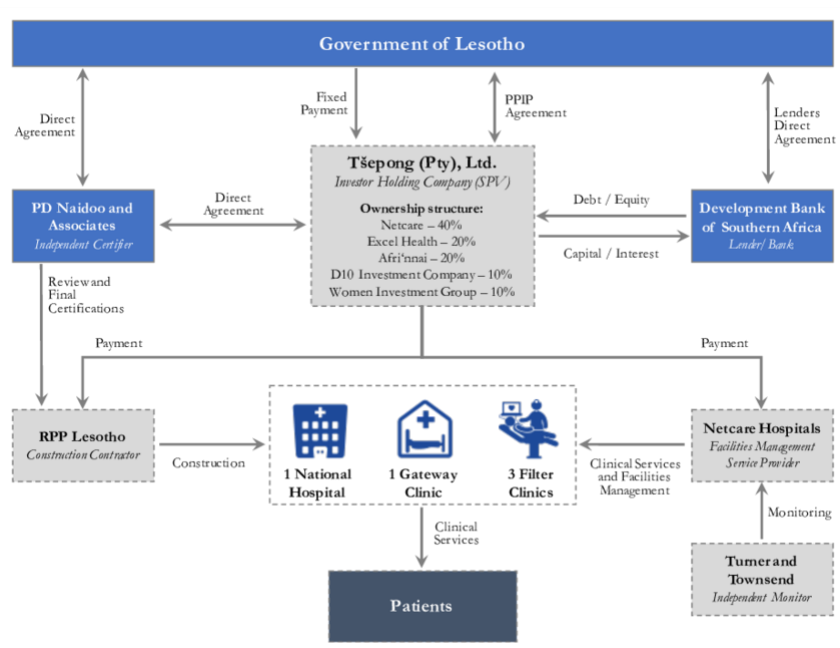 Government of Lesotho
Direct
Agreement
Fixed
Payment
PPIP
Agreement
Lenders
Direct
Agreement
Tšepong (Pty), Ltd.
Investor Holding Company (SPV)
Ownership structure:
Netcare – 40%
Excel Health – 20%
Afri‘nnai – 20%
D10 Investment Company – 10%
Women Investment Group – 10%
PD Naidoo and
Associates
Independent Certifier
Direct
Agreement
Debt / Equity
Capital / Interest
Development Bank
of Southern Africa
Lender/ Bank
Review and
Final
Certifications
Payment
Payment
RPP Lesotho
Construction Contractor
Construction
1 National
Hospital
1 Gateway
Clinic
3 Filter
Clinics
Clinical Services
and Facilities
Management
Netcare Hospitals
Facilities Management
Service Provider
Monitoring
Clinical
Services
Turner and
Townsend
Independent Monitor
Patients